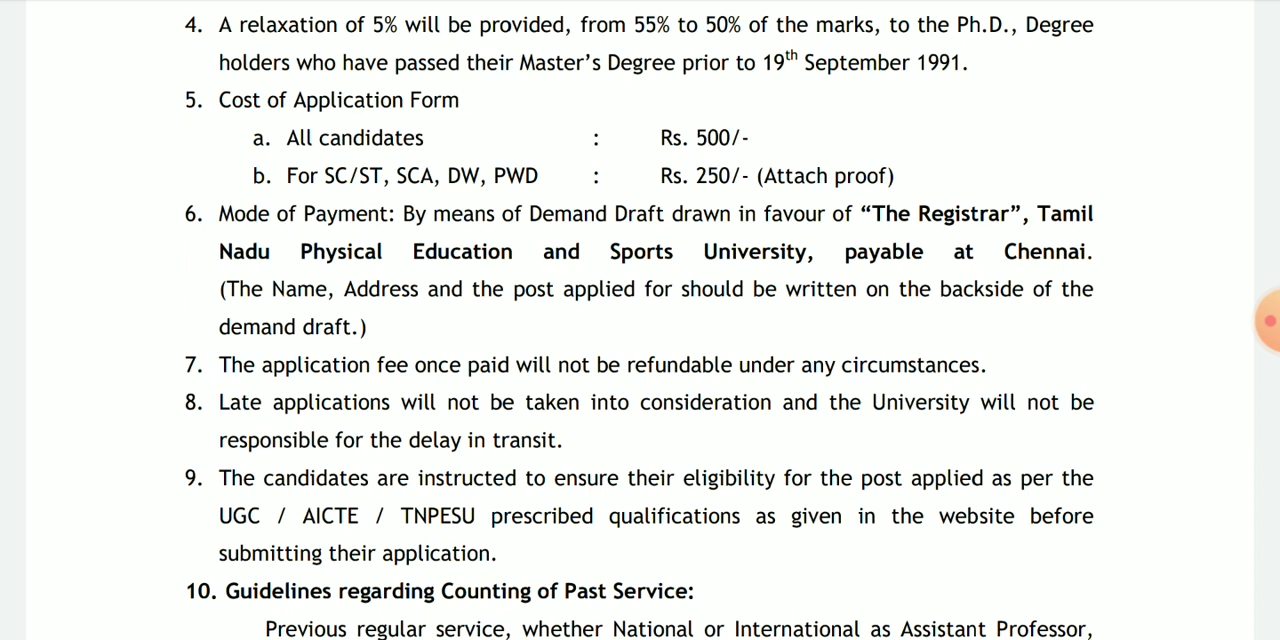 4. A relaxation of 5% will be provided, from 55% to 50% of the marks, to the Ph.D., Degree
holders who have passed their Master's Degree prior to 19th September 1991.
5. Cost of Application Form
a. All candidates : Rs. 500/-
b. For SC/ST, SCA, DW, PWD : Rs. 250/- (Attach proof)
6. Mode of Payment: By means of Demand Draft drawn in favour of “The Registrar”, Tamil
Nadu Physical Education and Sports University, payable at Chennai.
(The Name, Address and the post applied for should be written on the backside of the
demand draft.)
7. The application fee once paid will not be refundable under any circumstances.
8. Late applications will not be taken into consideration and the University will not be
responsible for the delay in transit.
9. The candidates are instructed to ensure their eligibility for the post applied as per the
UGC / AICTE / TNPESU prescribed qualifications as given in the website before
submitting their application.
10. Guidelines regarding Counting of Past Service:
Previous regular service, whether National or International as Assistant Professor,